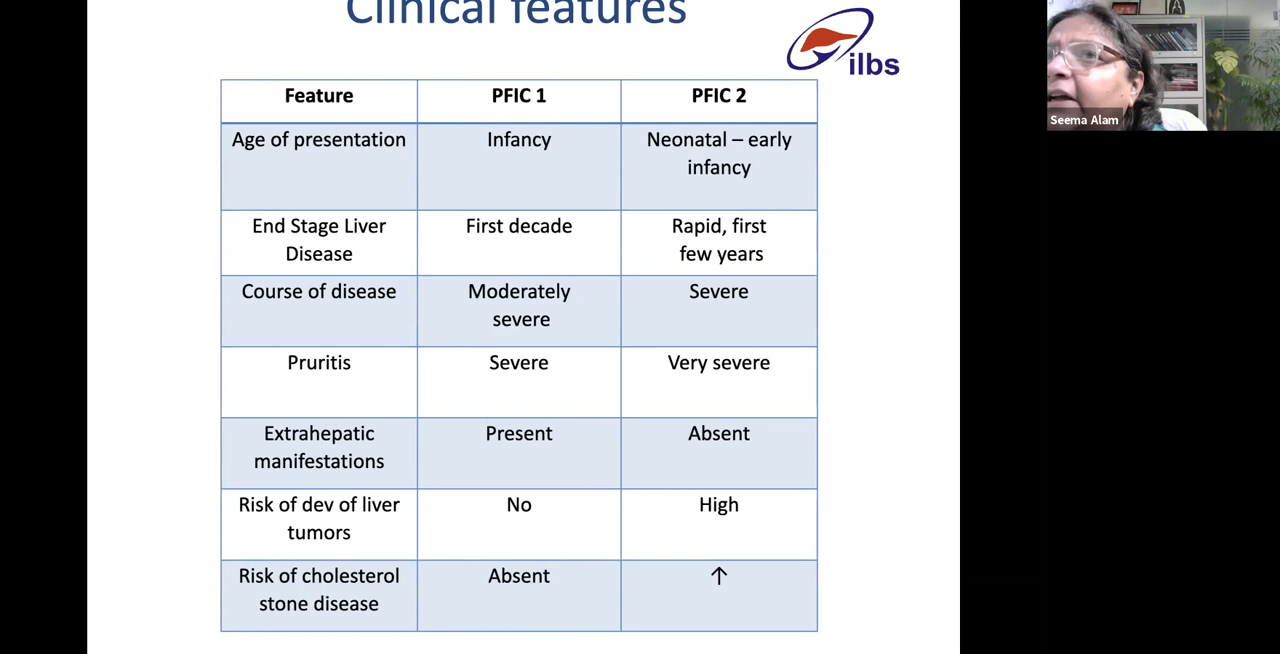 Clinical features
ilbs
Feature PFIC 1 PFIC 2
Age of presentation Infancy Neonatal – early
infancy
End Stage Liver First decade Rapid, first
Disease few years
Course of disease Moderately Severe
severe
Pruritis Severe Very severe
Extrahepatic Present Absent
manifestations
Risk of dev of liver No High
tumors
Risk of cholesterol Absent ↑
stone disease
Seema Alam